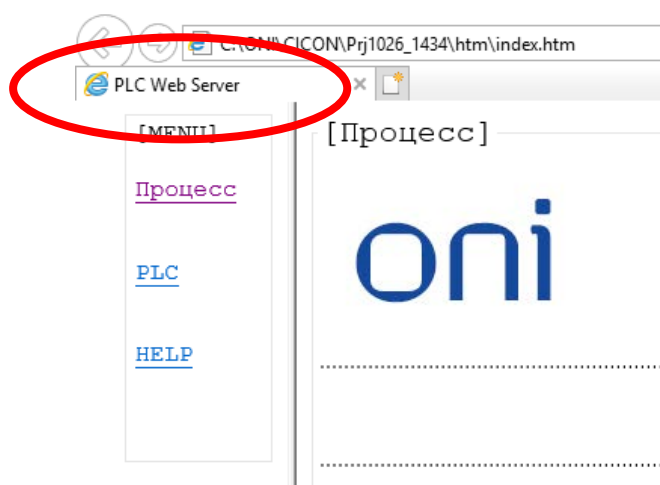 C:\ONI\CICON\Prj1026_1434\htm\index.htm
PLC Web Server
[MENU]
[Процесс]
Процесс
oni
PLC
HELP